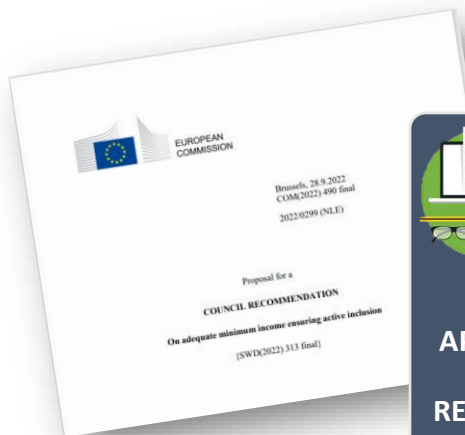 EUROPEAN
COMMISSION
Brussels, 28.9.2022
COM(2022) 490 final
2022/0299 (NLE)
Proposal for a
COUNCIL RECOMMENDATION
On adequate minimum income ensuring active inclusion
{SWD(2022) 313 final}
AP
RE